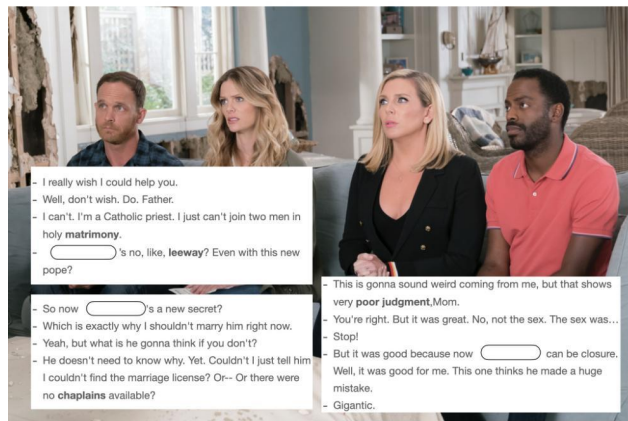 - I really wish I could help you.
- Well, don't wish. Do. Father.
- I can't. I'm a Catholic priest. I just can't join two men in
holy matrimony.
- 's no, like, leeway? Even with this new
pope?
- So now 's a new secret?
- Which is exactly why I shouldn't marry him right now.
- Yeah, but what is he gonna think if you don't?
- He doesn't need to know why. Yet. Couldn't I just tell him
I couldn't find the marriage license? Or-- Or there were
no chaplains available?
- This is gonna sound weird coming from me, but that shows
very poor judgment,Mom.
- You're right. But it was great. No, not the sex. The sex was...
- Stop!
- But it was good because now can be closure.
Well, it was good for me. This one thinks he made a huge
mistake.
- Gigantic.